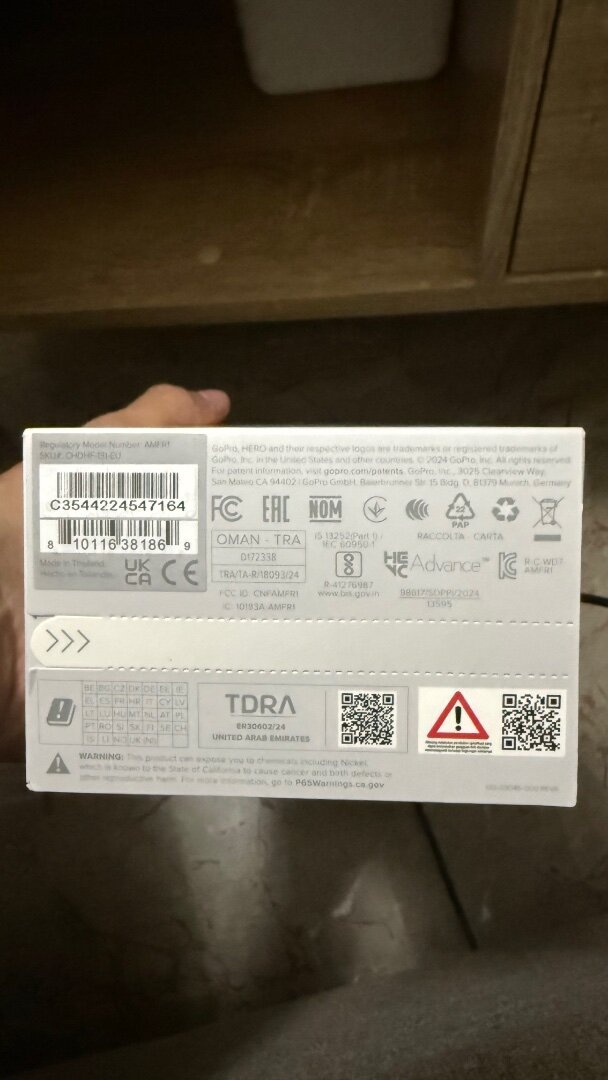 Regulatory Model Number: AMFR1
SKU#: CHDHF-131-EU
C3544224547164
8 10116 38186 9
Made in Thailand
Hecho en Tailandia
UK
CA
CE
GoPro, HERO and their respective logos are trademarks or registered trademarks of
GoPro, Inc. in the United States and other countries. © 2024 GoPro, Inc. All rights reserved.
For patent information, visit gopro.com/patents. GoPro, Inc., 3025 Clearview Way,
San Mateo CA 94402 | GoPro GmbH, Baierbrunner Str. 15 Bldg. D, 81379 Munich, Germany
FC
EAC
NOM
22
PAP
RACCOLTA - CARTA
OMAN - TRA
D172338
TRA/TA-R/18093/24
FCC ID: CNFAMFR1
IC: 10193A-AMFR1
IS 13252(Part 1)/
IEC 60950-1
R-41276987
www.bis.gov.in
Advance™
98617/SDPPI/2024
13595
R-C-WD7
AMFR1
>>>
BE BG CZ DK DE EE IE
EL ES FR HR IT CY LV
LT LU HU MT NL AT PL
PT RO SI SK FI SE CH
IS LI NO UK (NI)
TDRA
ER30602/24
UNITED ARAB EMIRATES
WARNING: This product can expose you to chemicals including Nickel,
which is known to the State of California to cause cancer and birth defects or
other reproductive harm. For more information, go to P65Warnings.ca.gov